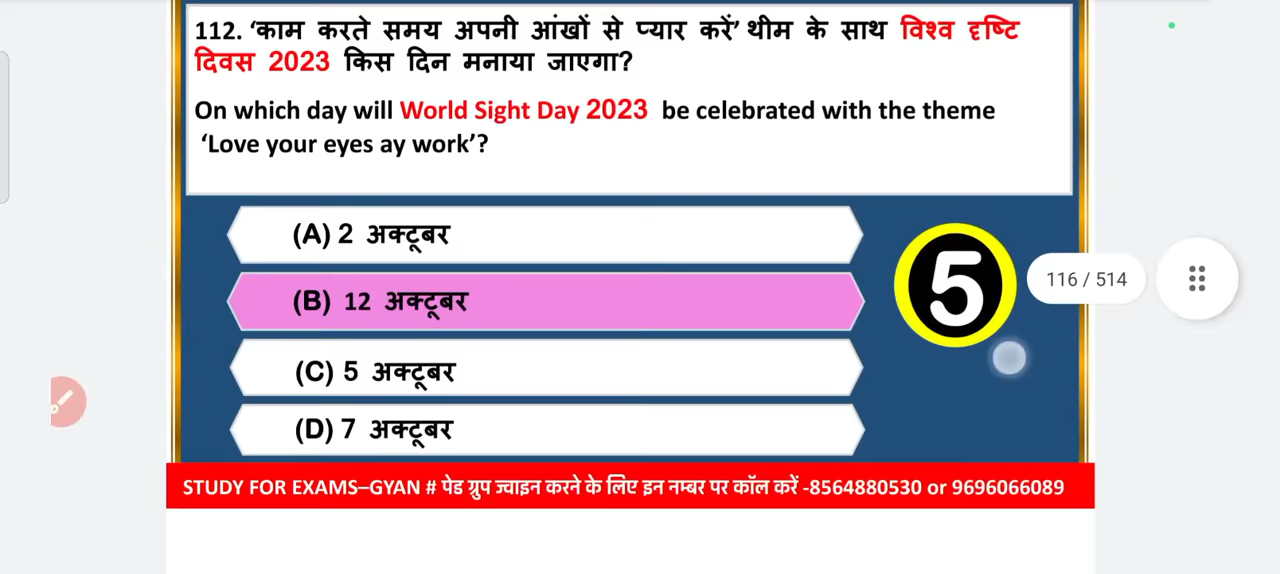 112. ‘काम करते समय अपनी आंखों से प्यार करें’ थीम के साथ विश्व दृष्टि
दिवस 2023 किस दिन मनाया जाएगा?
On which day will World Sight Day 2023 be celebrated with the theme
‘Love your eyes ay work’?
(A) 2 अक्टूबर
(B) 12 अक्टूबर
(C) 5 अक्टूबर
(D) 7 अक्टूबर
5
116 / 514
STUDY FOR EXAMS–GYAN # पेड ग्रुप ज्वाइन करने के लिए इन नम्बर पर कॉल करें -8564880530 or 9696066089